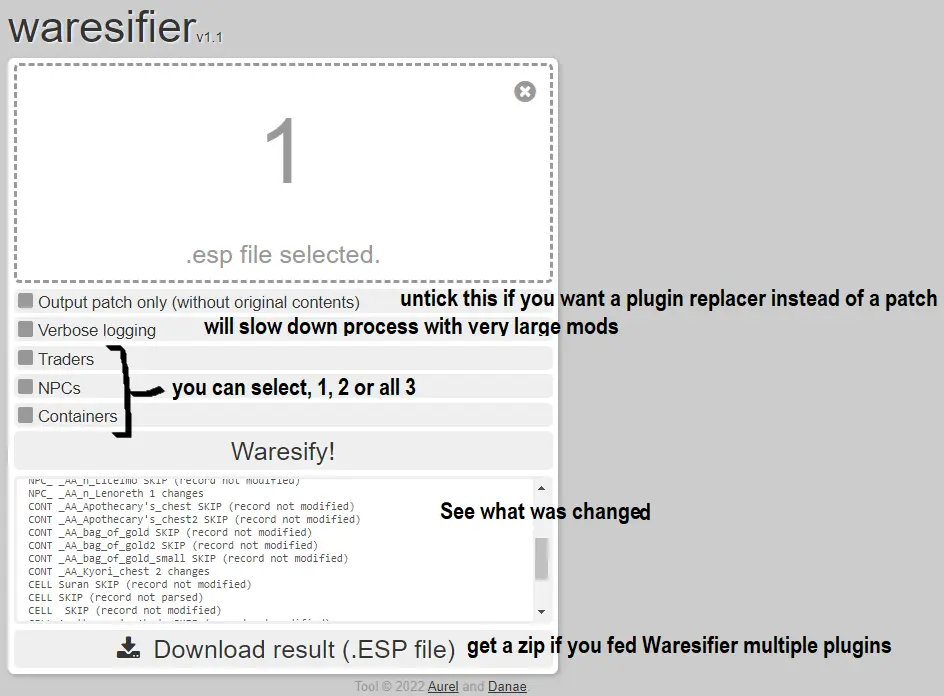 waresifier v1.1
1
.esp file selected.
Output patch only (without original contents) untick this if you want a plugin replacer instead of a patch
Verbose logging will slow down process with very large mods
Traders
NPCs you can select, 1, 2 or all 3
Containers
Waresify!
NPC_ _AA_n_Liceimo SKIP (record not modified)
NPC_ _AA_n_Lenoreth 1 changes
CONT _AA_Apothecary's_chest SKIP (record not modified)
CONT _AA_Apothecary's_chest2 SKIP (record not modified)
CONT _AA_bag_of_gold SKIP (record not modified)
CONT _AA_bag_of_gold2 SKIP (record not modified)
CONT _AA_bag_of_gold_small SKIP (record not modified)
CONT _AA_Kyori_chest 2 changes
CELL Suran SKIP (record not modified)
CELL SKIP (record not parsed)
CELL SKIP (record not modified)
See what was changed
Download result (.ESP file) get a zip if you fed Waresifier multiple plugins
Tool © 2022 Aurel and Danae